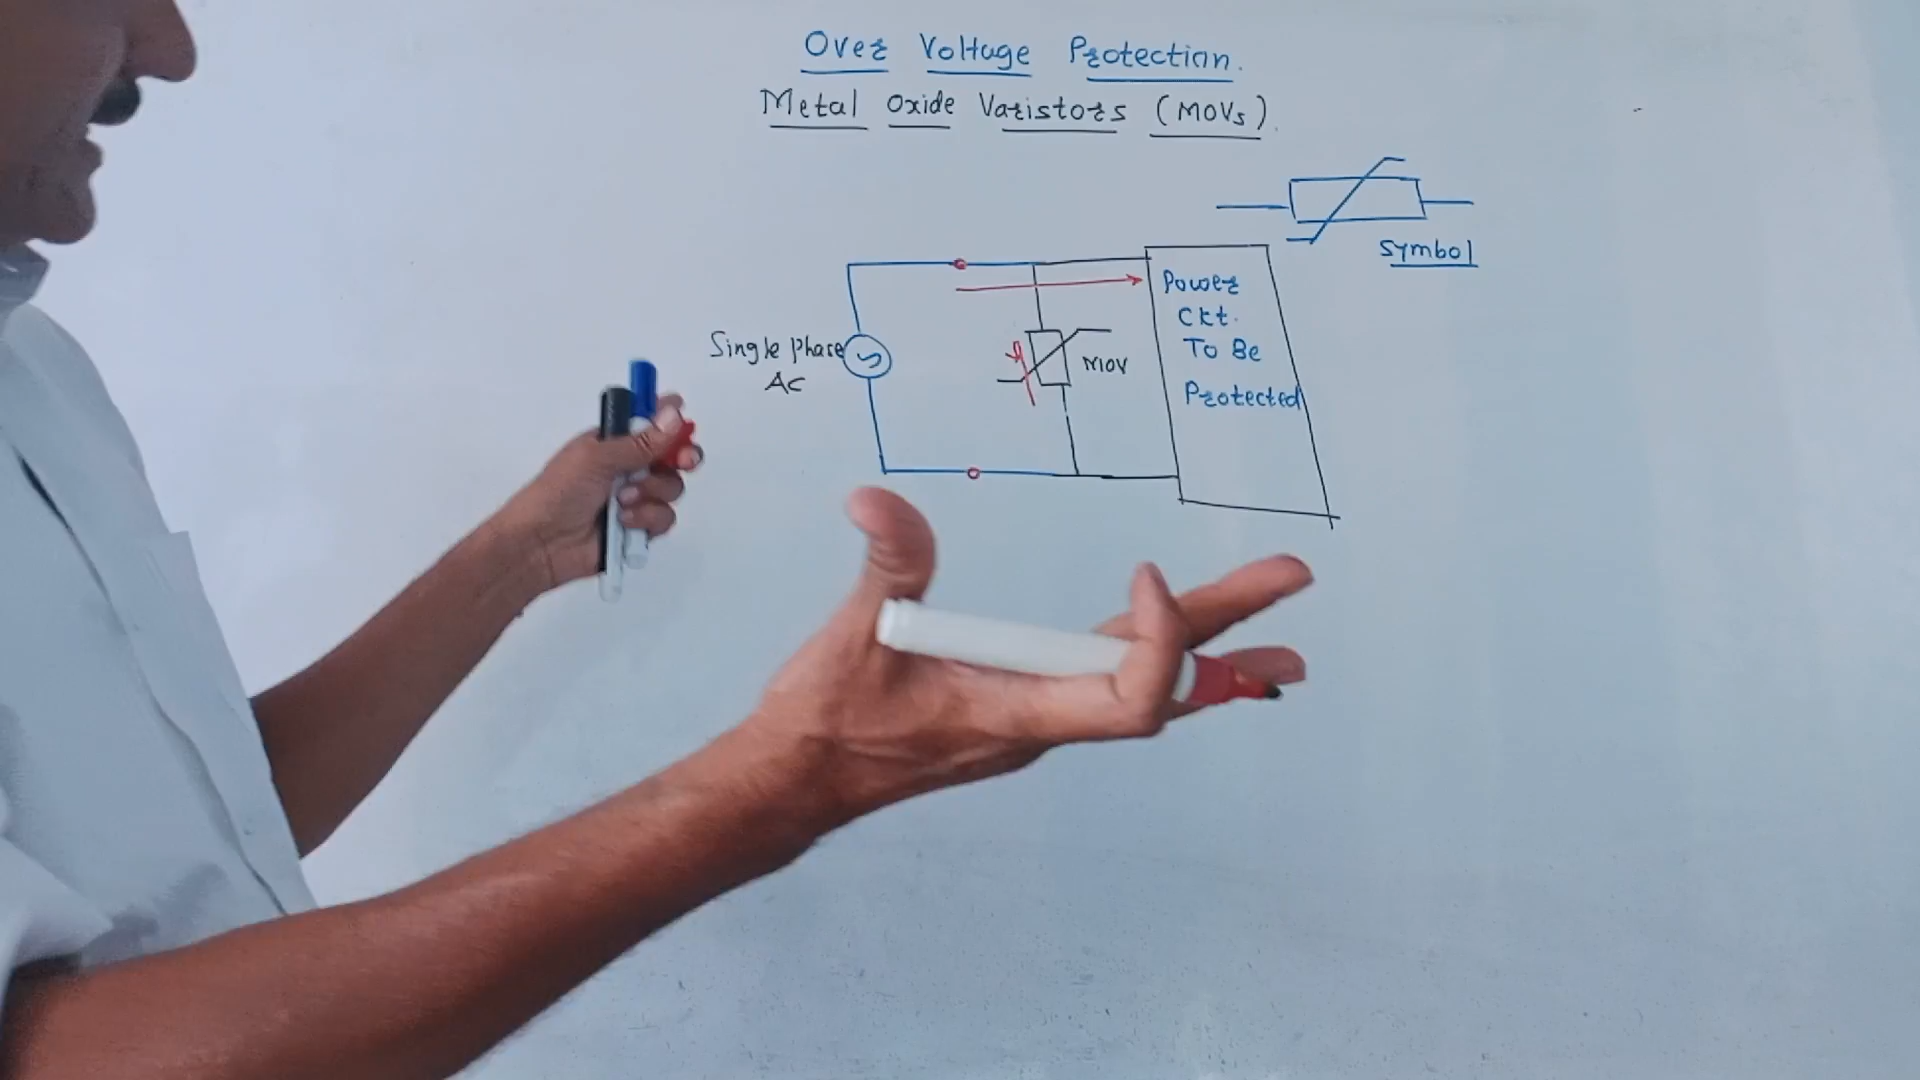 Over Voltage Protection.
Metal Oxide Varistors (MOVs).
Symbol
Single Phase
AC
MOV
Power
Ckt.
To Be
Protected